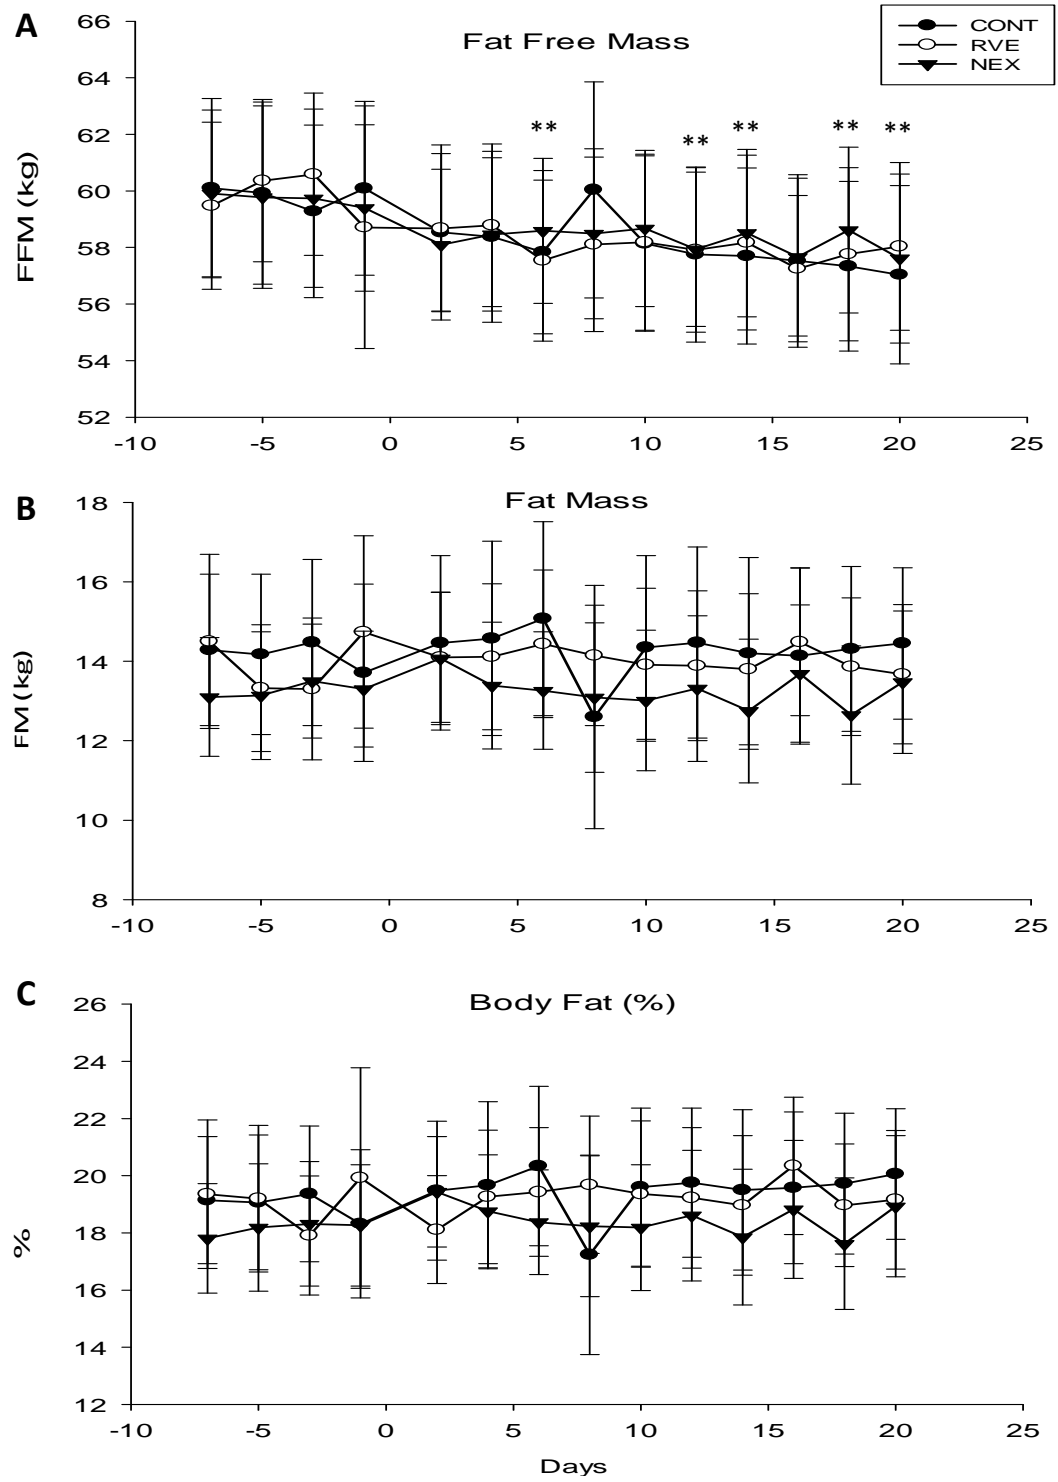 A
Fat Free Mass
CONT
RVE
NEX
FFM (kg)
66
64
62
60
58
56
54
52
** ** ** ** **
-10 -5 0 5 10 15 20 25
B
Fat Mass
FM (kg)
18
16
14
12
10
8
-10 -5 0 5 10 15 20 25
C
Body Fat (%)
%
26
24
22
20
18
16
14
12
-10 -5 0 5 10 15 20 25
Days